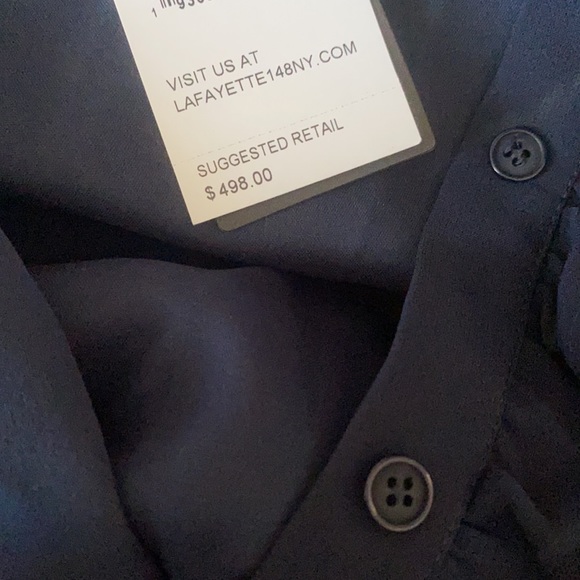 VISIT US AT
LAFAYETTE148NY.COM
SUGGESTED RETAIL
$498.00